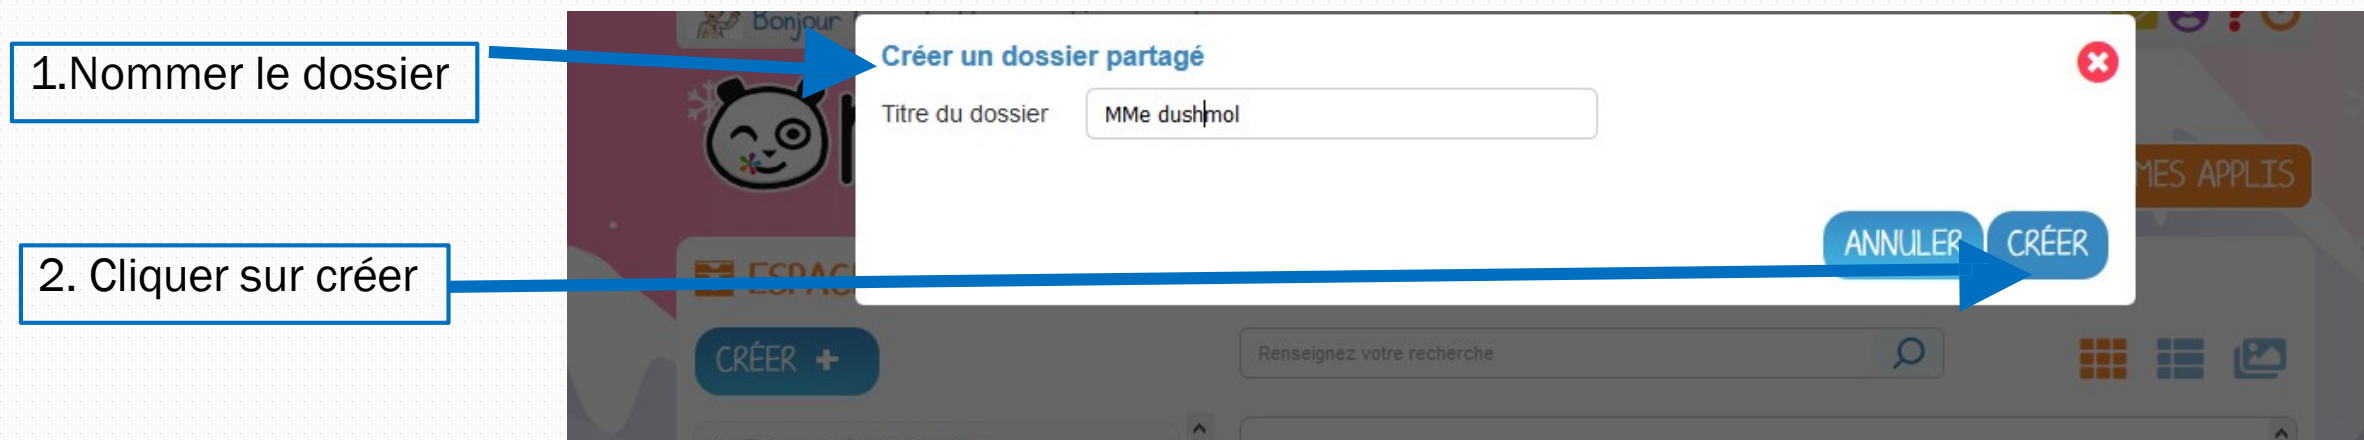 Bonjour
1.Nommer le dossier
Créer un dossier partagé
Titre du dossier
MMe dushmol
MES APPLIS
2. Cliquer sur créer
ANNULER
CRÉER
CRÉER +
Renseignez votre recherche